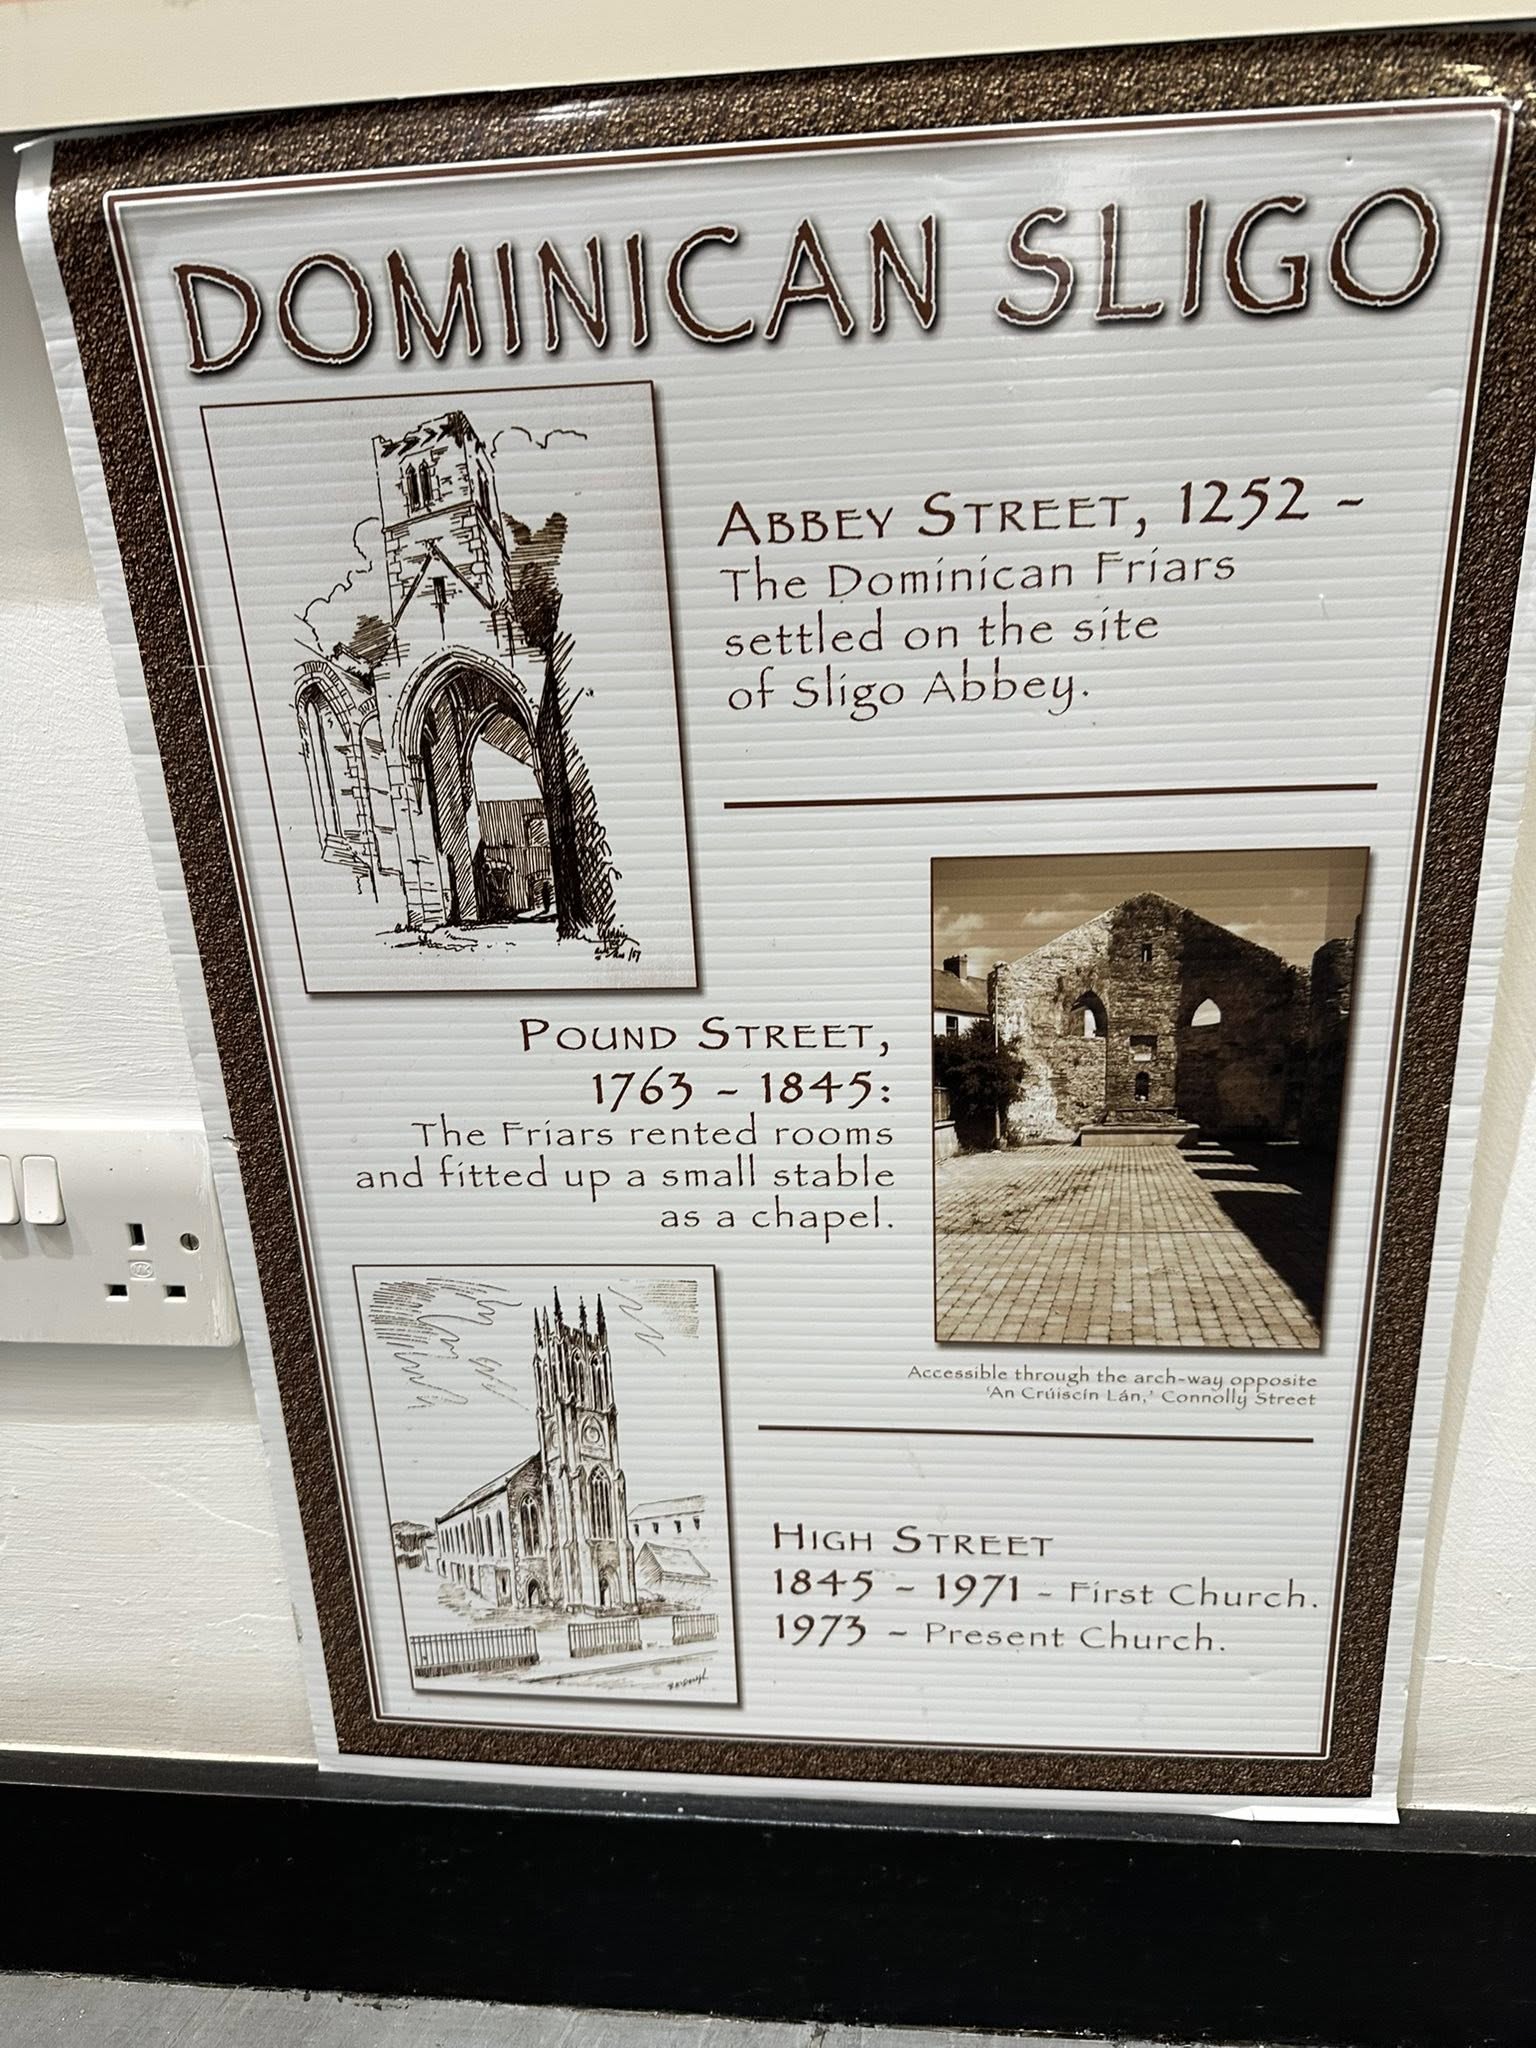 DOMINICAN SLIGO
ABBEY STREET, 1252 -
The Dominican Friars
settled on the site
of Sligo Abbey.
POUND STREET,
1763 - 1845:
The Friars rented rooms
and fitted up a small stable
as a chapel.
Accessible through the arch-way opposite
'An Crúiscín Lán,' Connolly Street
HIGH STREET
1845 - 1971 - First Church.
1973 - Present Church.